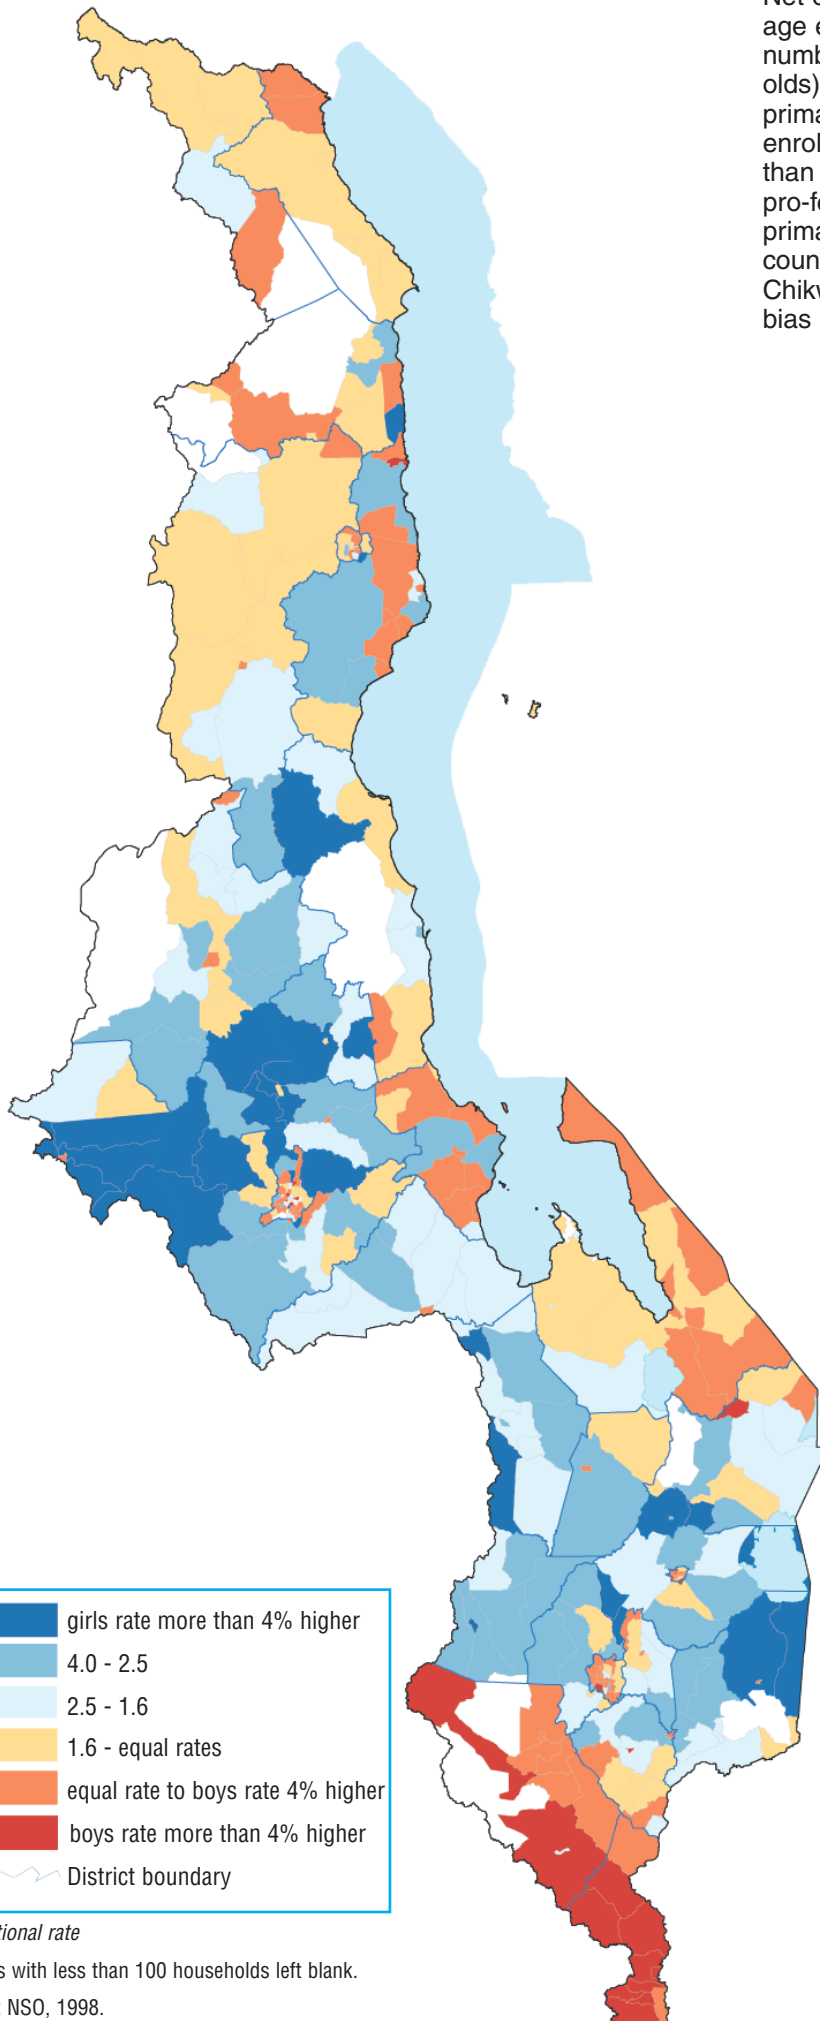 age e
numb
olds)
prima
enrol
than
pro-fe
prima
coun
Chikw
bias
girls rate more than 4% higher
4.0 - 2.5
2.5 - 1.6
1.6 - equal rates
equal rate to boys rate 4% higher
boys rate more than 4% higher
District boundary
tional rate
s with less than 100 households left blank.
: NSO, 1998.